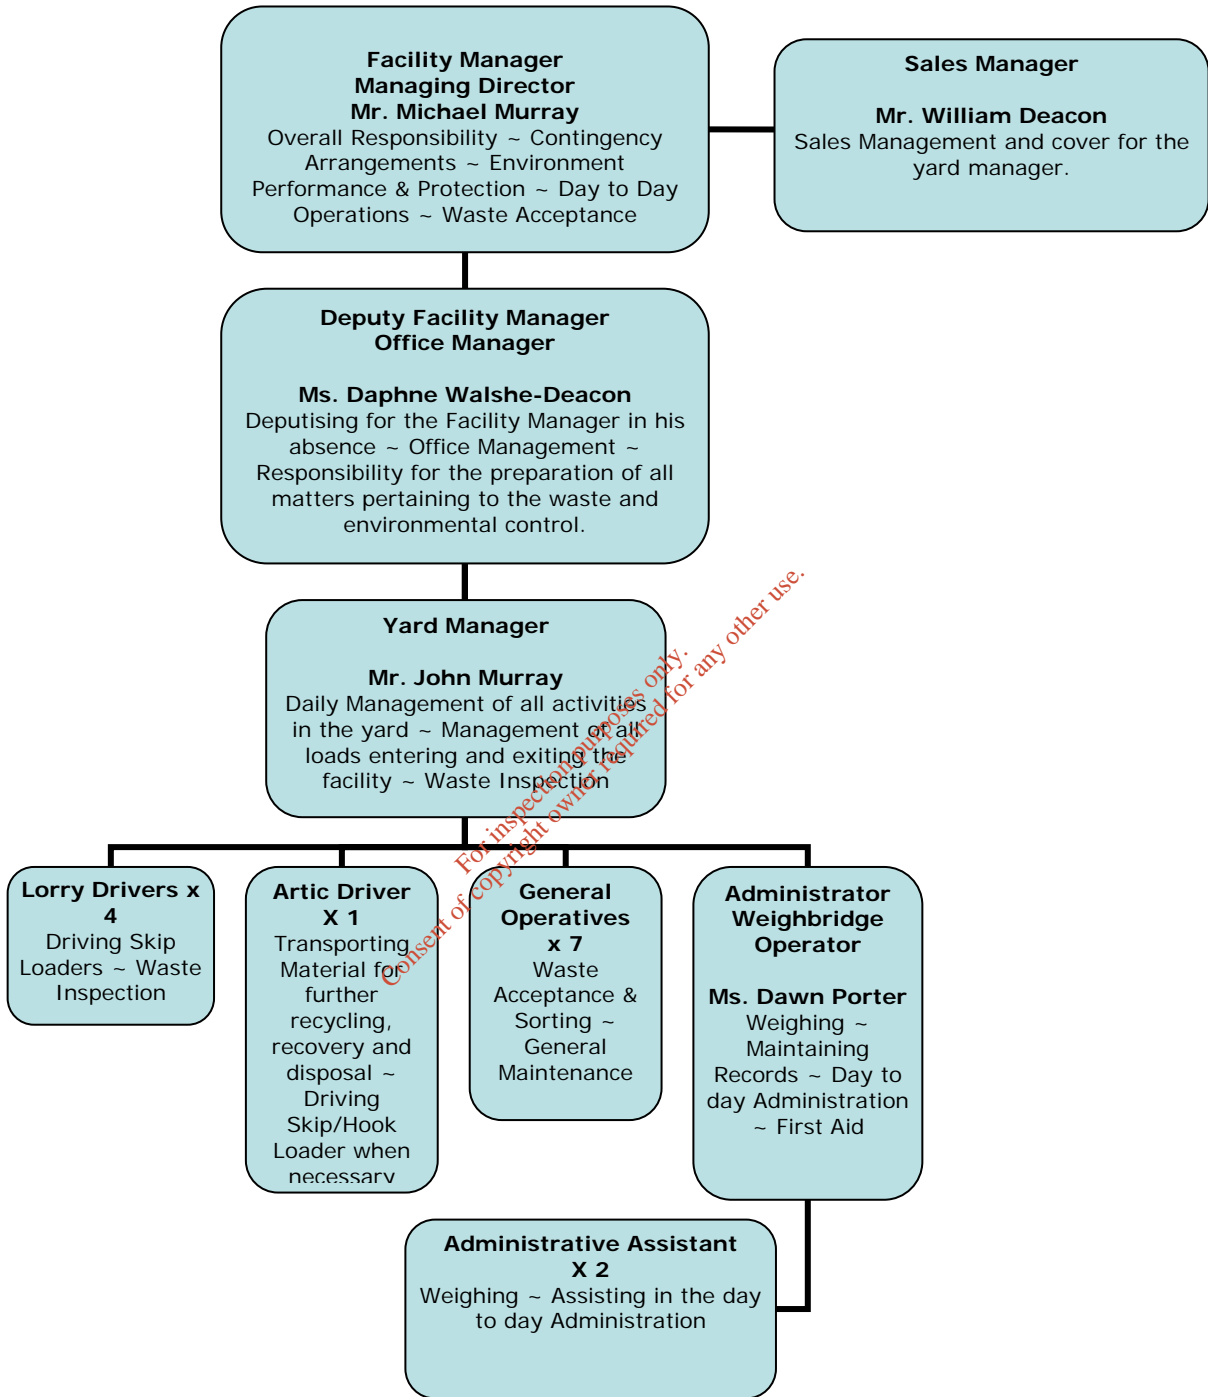 Facility Manager
Managing Director
Mr. Michael Murray
Overall Responsibility ~ Contingency
Arrangements ~ Environment
Performance & Protection ~ Day to Day
Operations ~ Waste Acceptance
Sales Manager
Mr. William Deacon
Sales Management and cover for the
yard manager.
Deputy Facility Manager
Office Manager
Ms. Daphne Walshe-Deacon
Deputising for the Facility Manager in his
absence ~ Office Management ~
Responsibility for the preparation of all
matters pertaining to the waste and
environmental control.
Yard Manager
Mr. John Murray
Daily Management of all activities
in the yard ~ Management of all
loads entering and exiting the
facility ~ Waste Inspection
For inspection purposes only.
Consent of copyright owner required for any other use.
Lorry Drivers x
4
Driving Skip
Loaders ~ Waste
Inspection
Artic Driver
X 1
Transporting
Material for
further
recycling,
recovery and
disposal ~
Driving
Skip/Hook
Loader when
necessary
General
Operatives
x 7
Waste
Acceptance &
Sorting ~
General
Maintenance
Administrator
Weighbridge
Operator
Ms. Dawn Porter
Weighing ~
Maintaining
Records ~ Day to
day Administration
~ First Aid
Administrative Assistant
X 2
Weighing ~ Assisting in the day
to day Administration